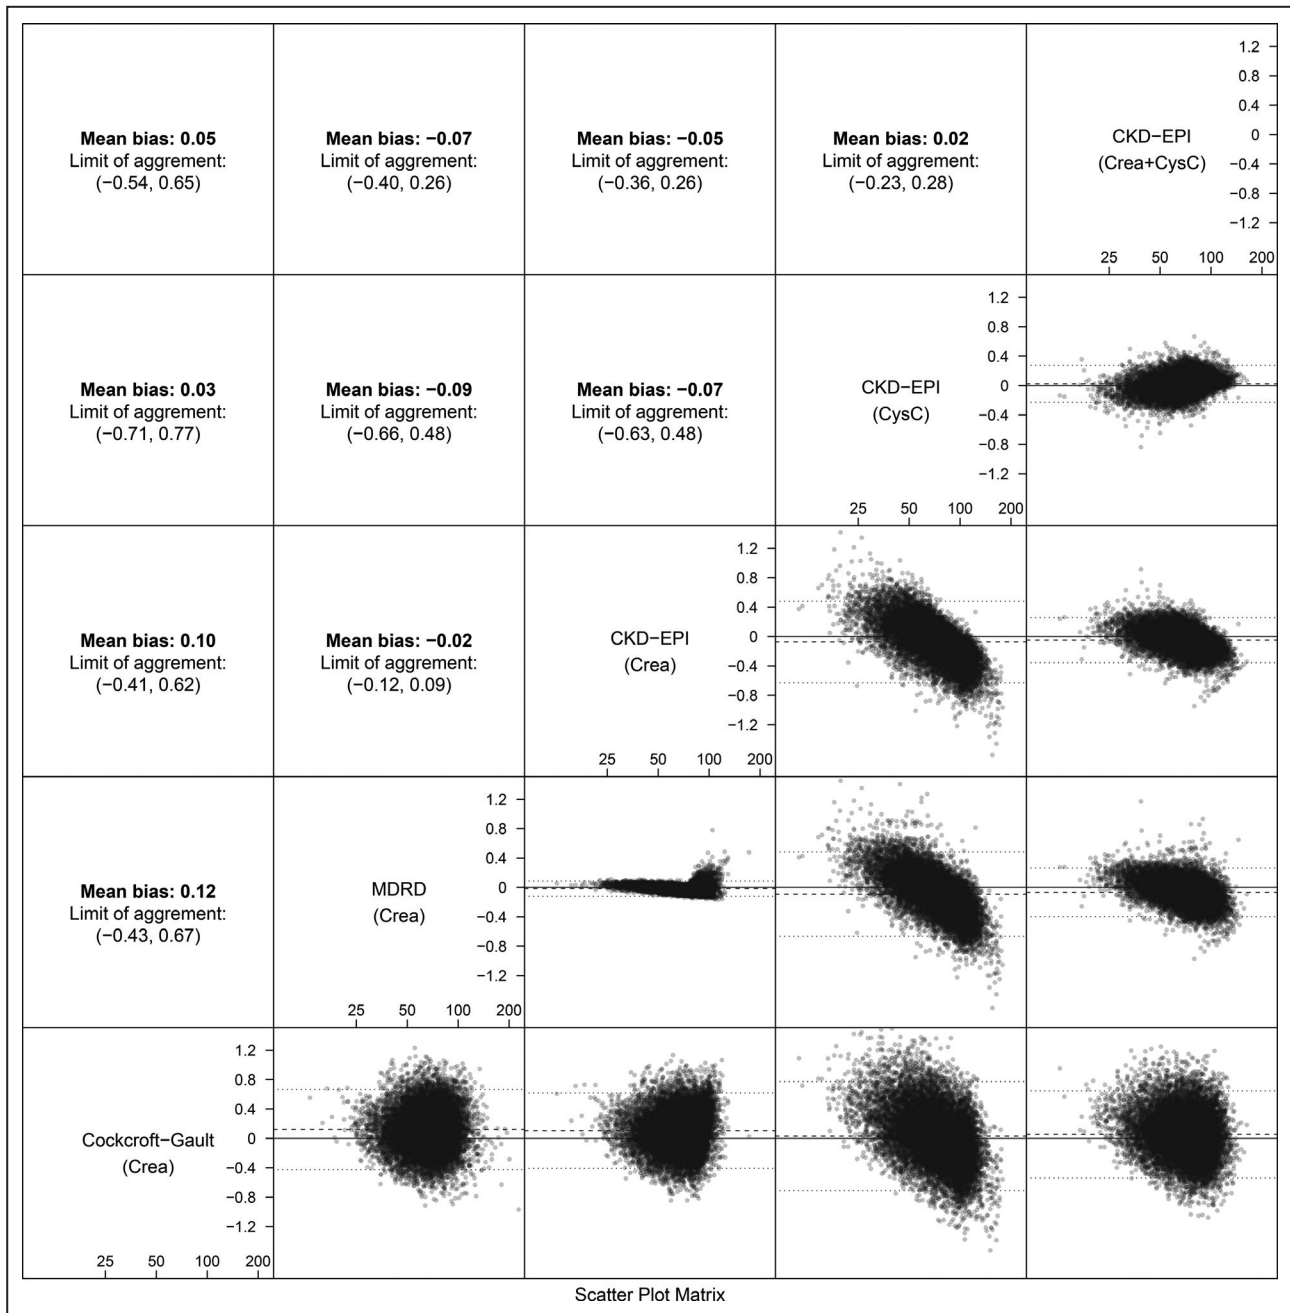 Mean bias: 0.05
Limit of aggrement:
(−0.54, 0.65)
Mean bias: −0.07
Limit of aggrement:
(−0.40, 0.26)
Mean bias: −0.05
Limit of aggrement:
(−0.36, 0.26)
Mean bias: 0.02
Limit of aggrement:
(−0.23, 0.28)
CKD−EPI
(Crea+CysC)
1.2
0.8
0.4
0
−0.4
−0.8
−1.2
25 50 100 200
Mean bias: 0.03
Limit of aggrement:
(−0.71, 0.77)
Mean bias: −0.09
Limit of aggrement:
(−0.66, 0.48)
Mean bias: −0.07
Limit of aggrement:
(−0.63, 0.48)
CKD−EPI
(CysC)
1.2
0.8
0.4
0
−0.4
−0.8
−1.2
25 50 100 200
Mean bias: 0.10
Limit of aggrement:
(−0.41, 0.62)
Mean bias: −0.02
Limit of aggrement:
(−0.12, 0.09)
CKD−EPI
(Crea)
1.2
0.8
0.4
0
−0.4
−0.8
−1.2
25 50 100 200
Mean bias: 0.12
Limit of aggrement:
(−0.43, 0.67)
MDRD
(Crea)
1.2
0.8
0.4
0
−0.4
−0.8
−1.2
25 50 100 200
Cockcroft−Gault
(Crea)
1.2
0.8
0.4
0
−0.4
−0.8
−1.2
25 50 100 200
Scatter Plot Matrix